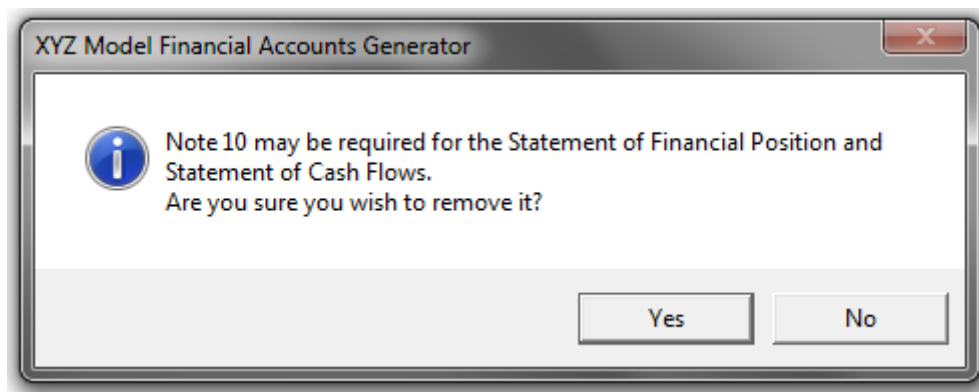 XYZ Model Financial Accounts Generator
Note 10 may be required for the Statement of Financial Position and
Statement of Cash Flows.
Are you sure you wish to remove it?
Yes
No